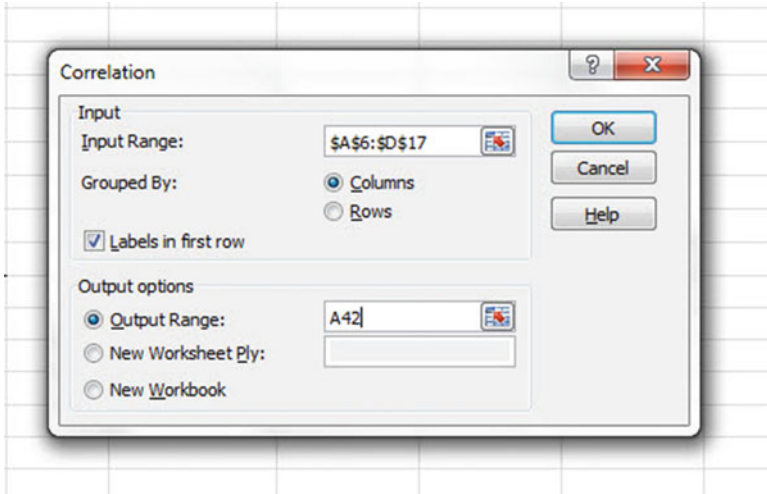 Correlation
Input
Input Range: $A$6:$D$17
Grouped By: Columns
Rows
Labels in first row
Output options
Output Range: A42
New Worksheet Ply:
New Workbook
?
OK
Cancel
Help